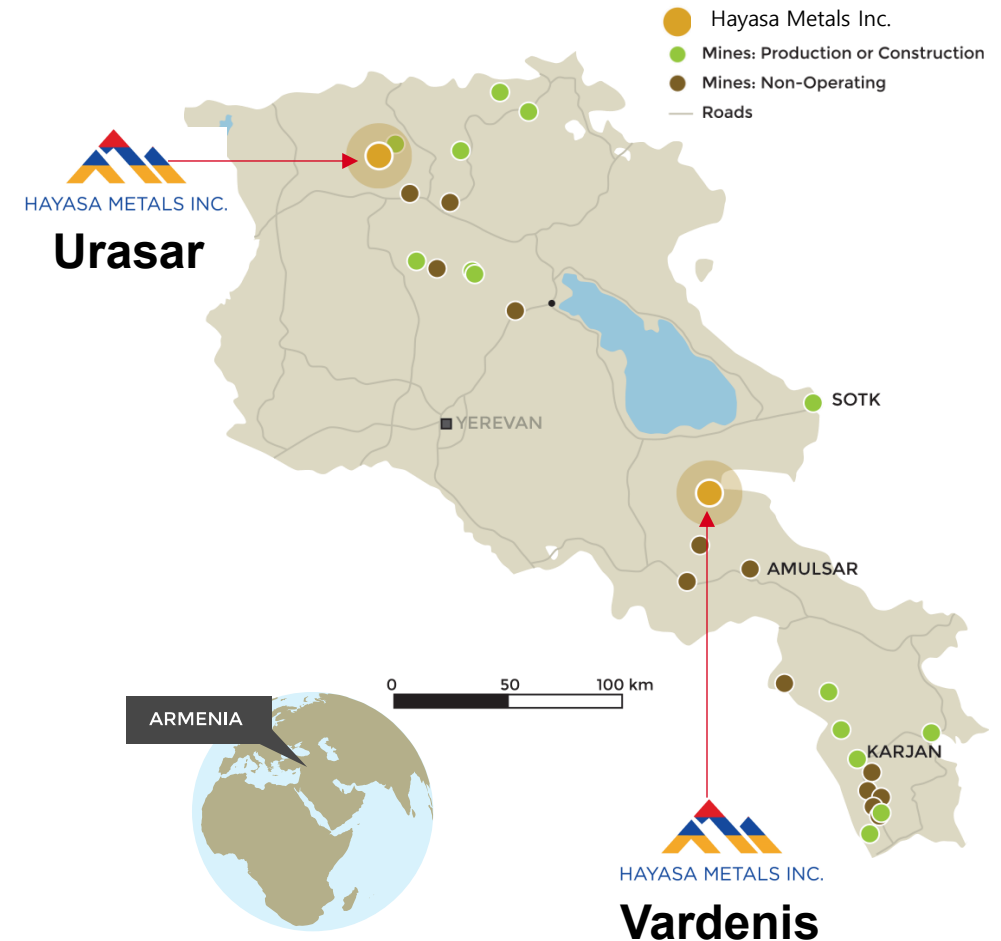 Hayasa Metals Inc.
Mines: Production or Construction
Mines: Non-Operating
Roads
HAYASA METALS INC.
Urasar
SOTK
YEREVAN
AMULSAR
0 50 100 km
ARMENIA
KARJAN
HAYASA METALS INC.
Vardenis